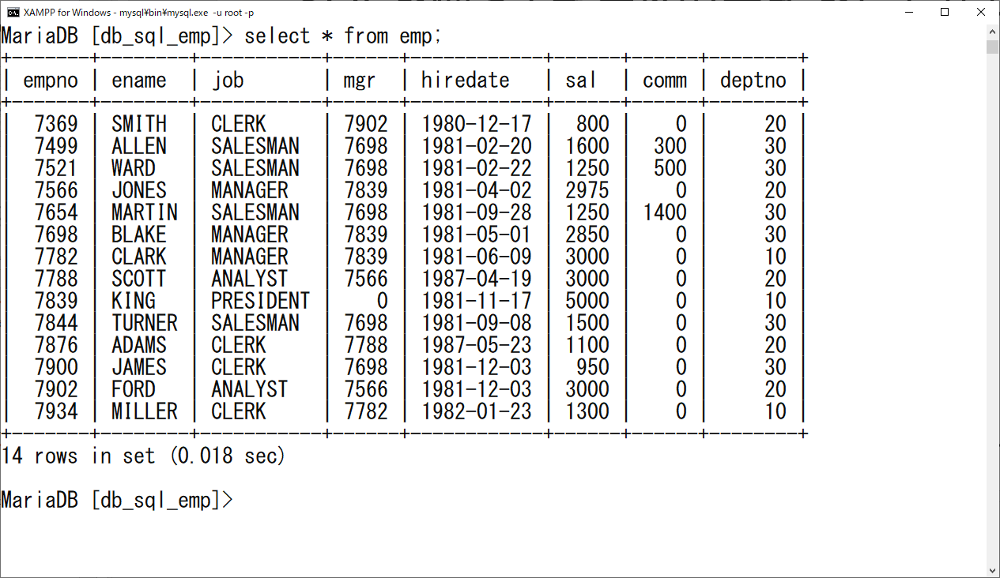 XAMPP for Windows - mysql¥bin¥mysql.exe -u root -p
MariaDB [db_sql_emp]> select * from emp;
+-------+--------+-----------+------+------------+------+------+--------+
| empno | ename  | job       | mgr  | hiredate   | sal  | comm | deptno |
+-------+--------+-----------+------+------------+------+------+--------+
|  7369 | SMITH  | CLERK     | 7902 | 1980-12-17 |  800 |    0 |     20 |
|  7499 | ALLEN  | SALESMAN  | 7698 | 1981-02-20 | 1600 |  300 |     30 |
|  7521 | WARD   | SALESMAN  | 7698 | 1981-02-22 | 1250 |  500 |     30 |
|  7566 | JONES  | MANAGER   | 7839 | 1981-04-02 | 2975 |    0 |     20 |
|  7654 | MARTIN | SALESMAN  | 7698 | 1981-09-28 | 1250 | 1400 |     30 |
|  7698 | BLAKE  | MANAGER   | 7839 | 1981-05-01 | 2850 |    0 |     30 |
|  7782 | CLARK  | MANAGER   | 7839 | 1981-06-09 | 3000 |    0 |     10 |
|  7788 | SCOTT  | ANALYST   | 7566 | 1987-04-19 | 3000 |    0 |     20 |
|  7839 | KING   | PRESIDENT |    0 | 1981-11-17 | 5000 |    0 |     10 |
|  7844 | TURNER | SALESMAN  | 7698 | 1981-09-08 | 1500 |    0 |     30 |
|  7876 | ADAMS  | CLERK     | 7788 | 1987-05-23 | 1100 |    0 |     20 |
|  7900 | JAMES  | CLERK     | 7698 | 1981-12-03 |  950 |    0 |     30 |
|  7902 | FORD   | ANALYST   | 7566 | 1981-12-03 | 3000 |    0 |     20 |
|  7934 | MILLER | CLERK     | 7782 | 1982-01-23 | 1300 |    0 |     10 |
+-------+--------+-----------+------+------------+------+------+--------+
14 rows in set (0.018 sec)
MariaDB [db_sql_emp]>